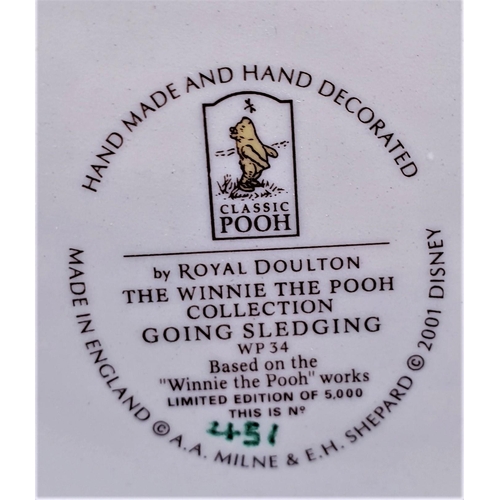 HAND MADE AND HAND DECORATED
CLASSIC
POOH
by ROYAL DOULTON
THE WINNIE THE POOH
COLLECTION
GOING SLEDGING
WP 34
Based on the
"Winnie the Pooh" works
LIMITED EDITION OF 5,000
THIS IS Nº
451
MADE IN ENGLAND © A.A. MILNE & E.H. SHEPARD © 2001 DISNEY